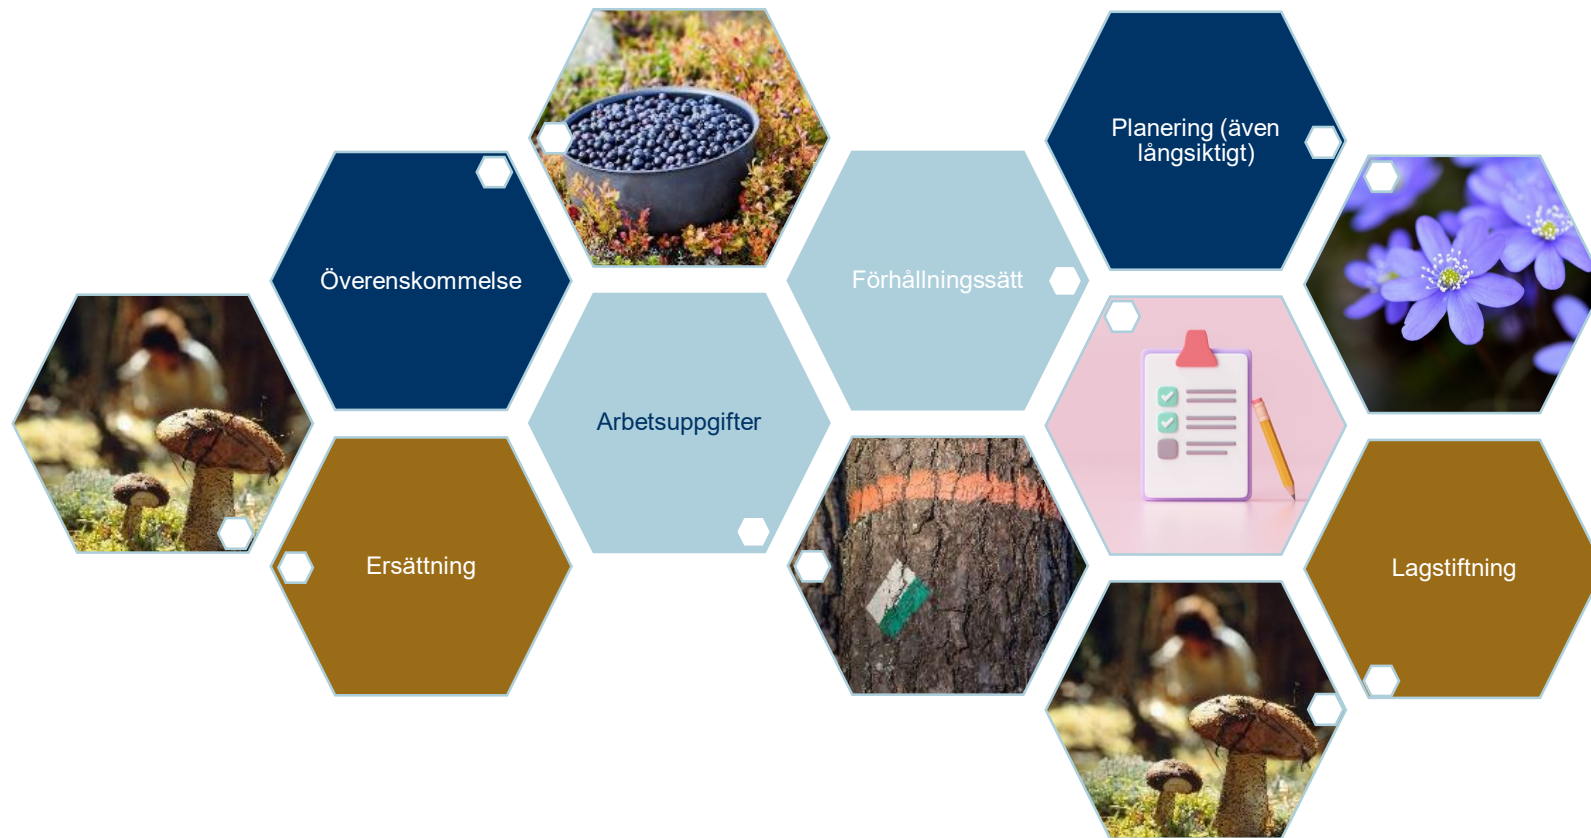 Överenskommelse
Ersättning
Arbetsuppgifter
Förhållningssätt
Planering (även
långsiktigt)
Lagstiftning